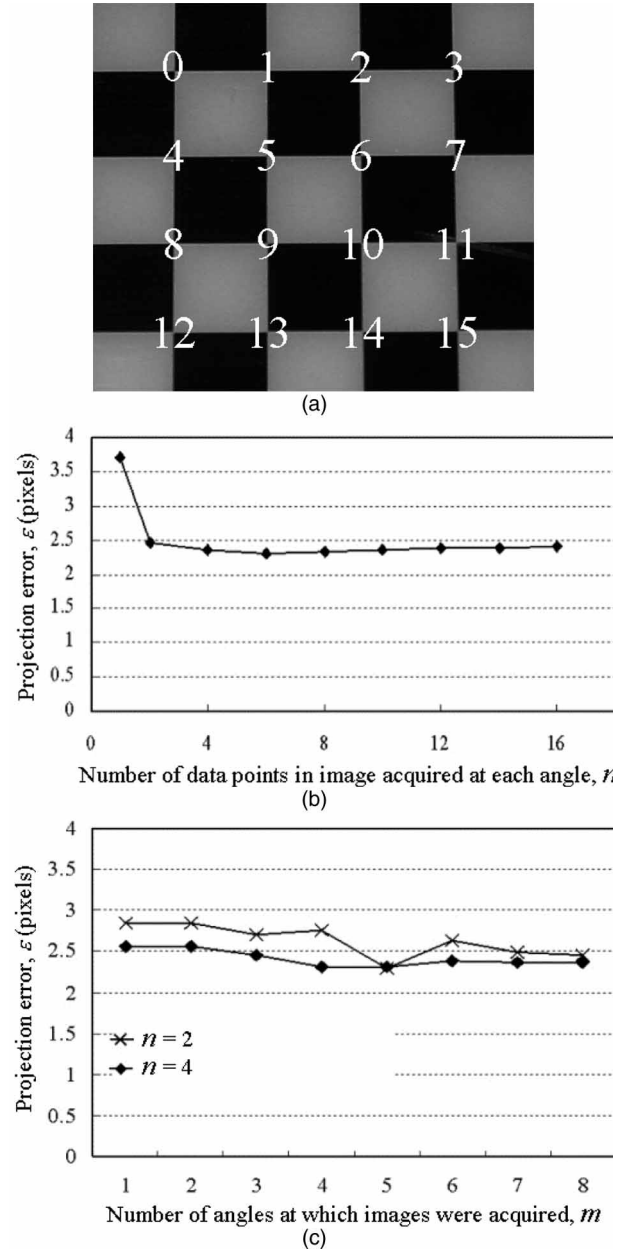 0 1 2 3
4 5 6 7
8 9 10 11
12 13 14 15
(a)
4
3.5
3
2.5
2
1.5
1
0.5
0
0 4 8 12 16
Projection error, ε (pixels)
Number of data points in image acquired at each angle, n
(b)
4
3.5
3
2.5
2
1.5
1
0.5
0
n = 2
n = 4
1 2 3 4 5 6 7 8
Projection error, ε (pixels)
Number of angles at which images were acquired, m
(c)